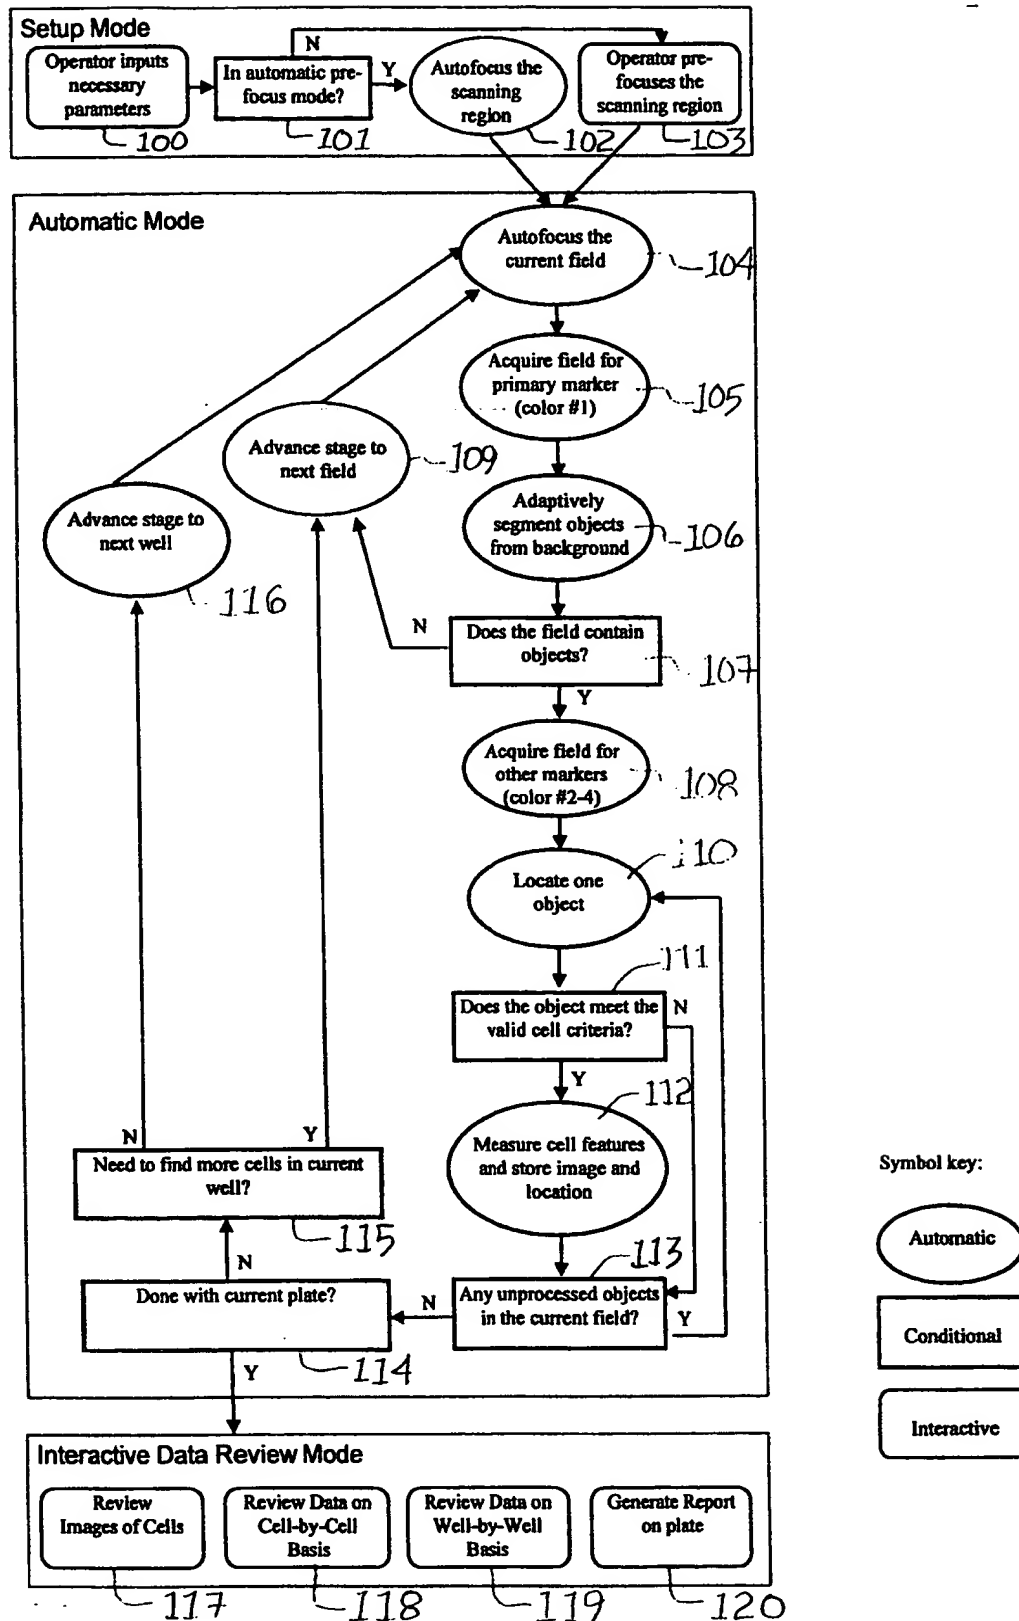 Setup Mode
Operator inputs
necessary
parameters
100
In automatic pre-
focus mode?
101
N
Y
Autofocus the
scanning
region
102
Operator pre-
focuses the
scanning region
103
Automatic Mode
Autofocus the
current field
104
Acquire field for
primary marker
(color #1)
105
Advance stage to
next field
109
Adaptively
segment objects
from background
106
Advance stage to
next well
116
N
Does the field contain
objects?
107
Y
Acquire field for
other markers
(color #2-4)
108
110
Locate one
object
111
Does the object meet the
valid cell criteria?
N
Y
112
Measure cell features
and store image and
location
N
Y
Need to find more cells in current
well?
115
N
113
Any unprocessed objects
in the current field?
N
Y
Done with current plate?
114
Y
Symbol key:
Automatic
Conditional
Interactive
Interactive Data Review Mode
Review
Images of Cells
117
Review Data on
Cell-by-Cell
Basis
118
Review Data on
Well-by-Well
Basis
119
Generate Report
on plate
120